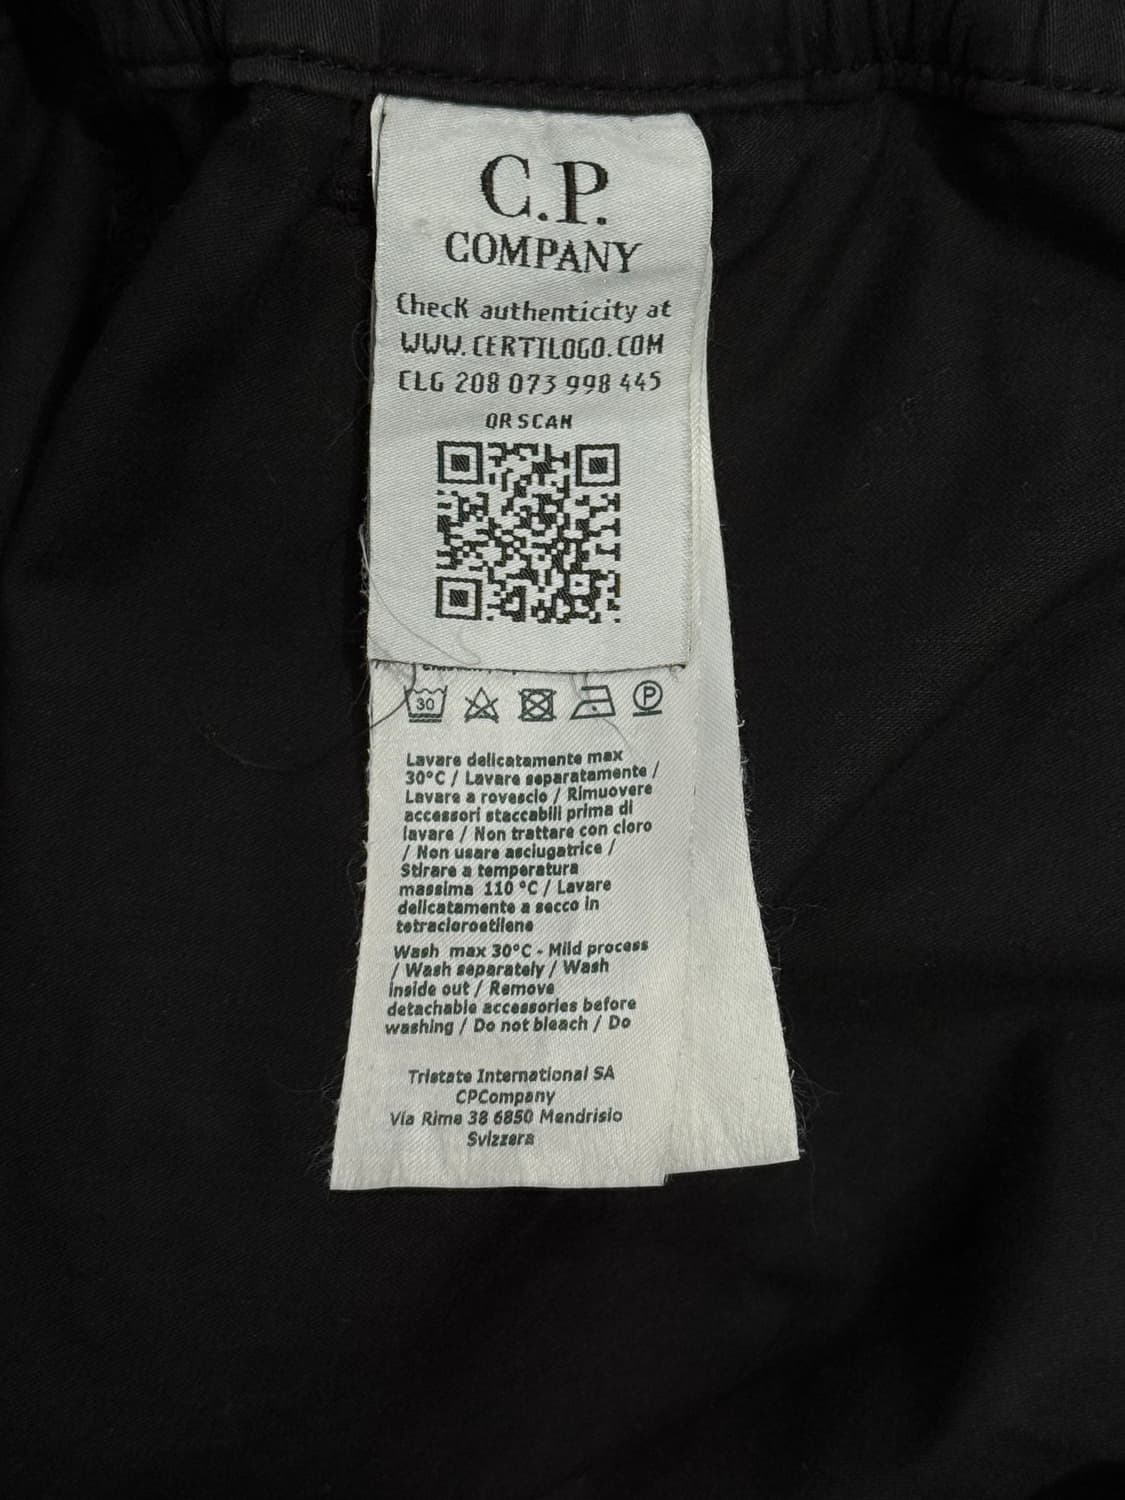 C.P.
COMPANY
Check authenticity at
WWW.CERTILOGO.COM
CLG 208 073 998 445
OR SCAN
30
P
Lavare delicatamente max
30°C / Lavare separatamente /
Lavare a rovescio / Rimuovere
accessori staccabili prima di
lavare / Non trattare con cloro
/ Non usare asciugatrice /
Stirare a temperatura
massima 110 °C / Lavare
delicatamente a secco in
tetracloroetilene
Wash max 30°C - Mild process
/ Wash separately / Wash
inside out / Remove
detachable accessories before
washing / Do not bleach / Do
Tristate International SA
CPCompany
Via Rime 38 6850 Mendrisio
Svizzera